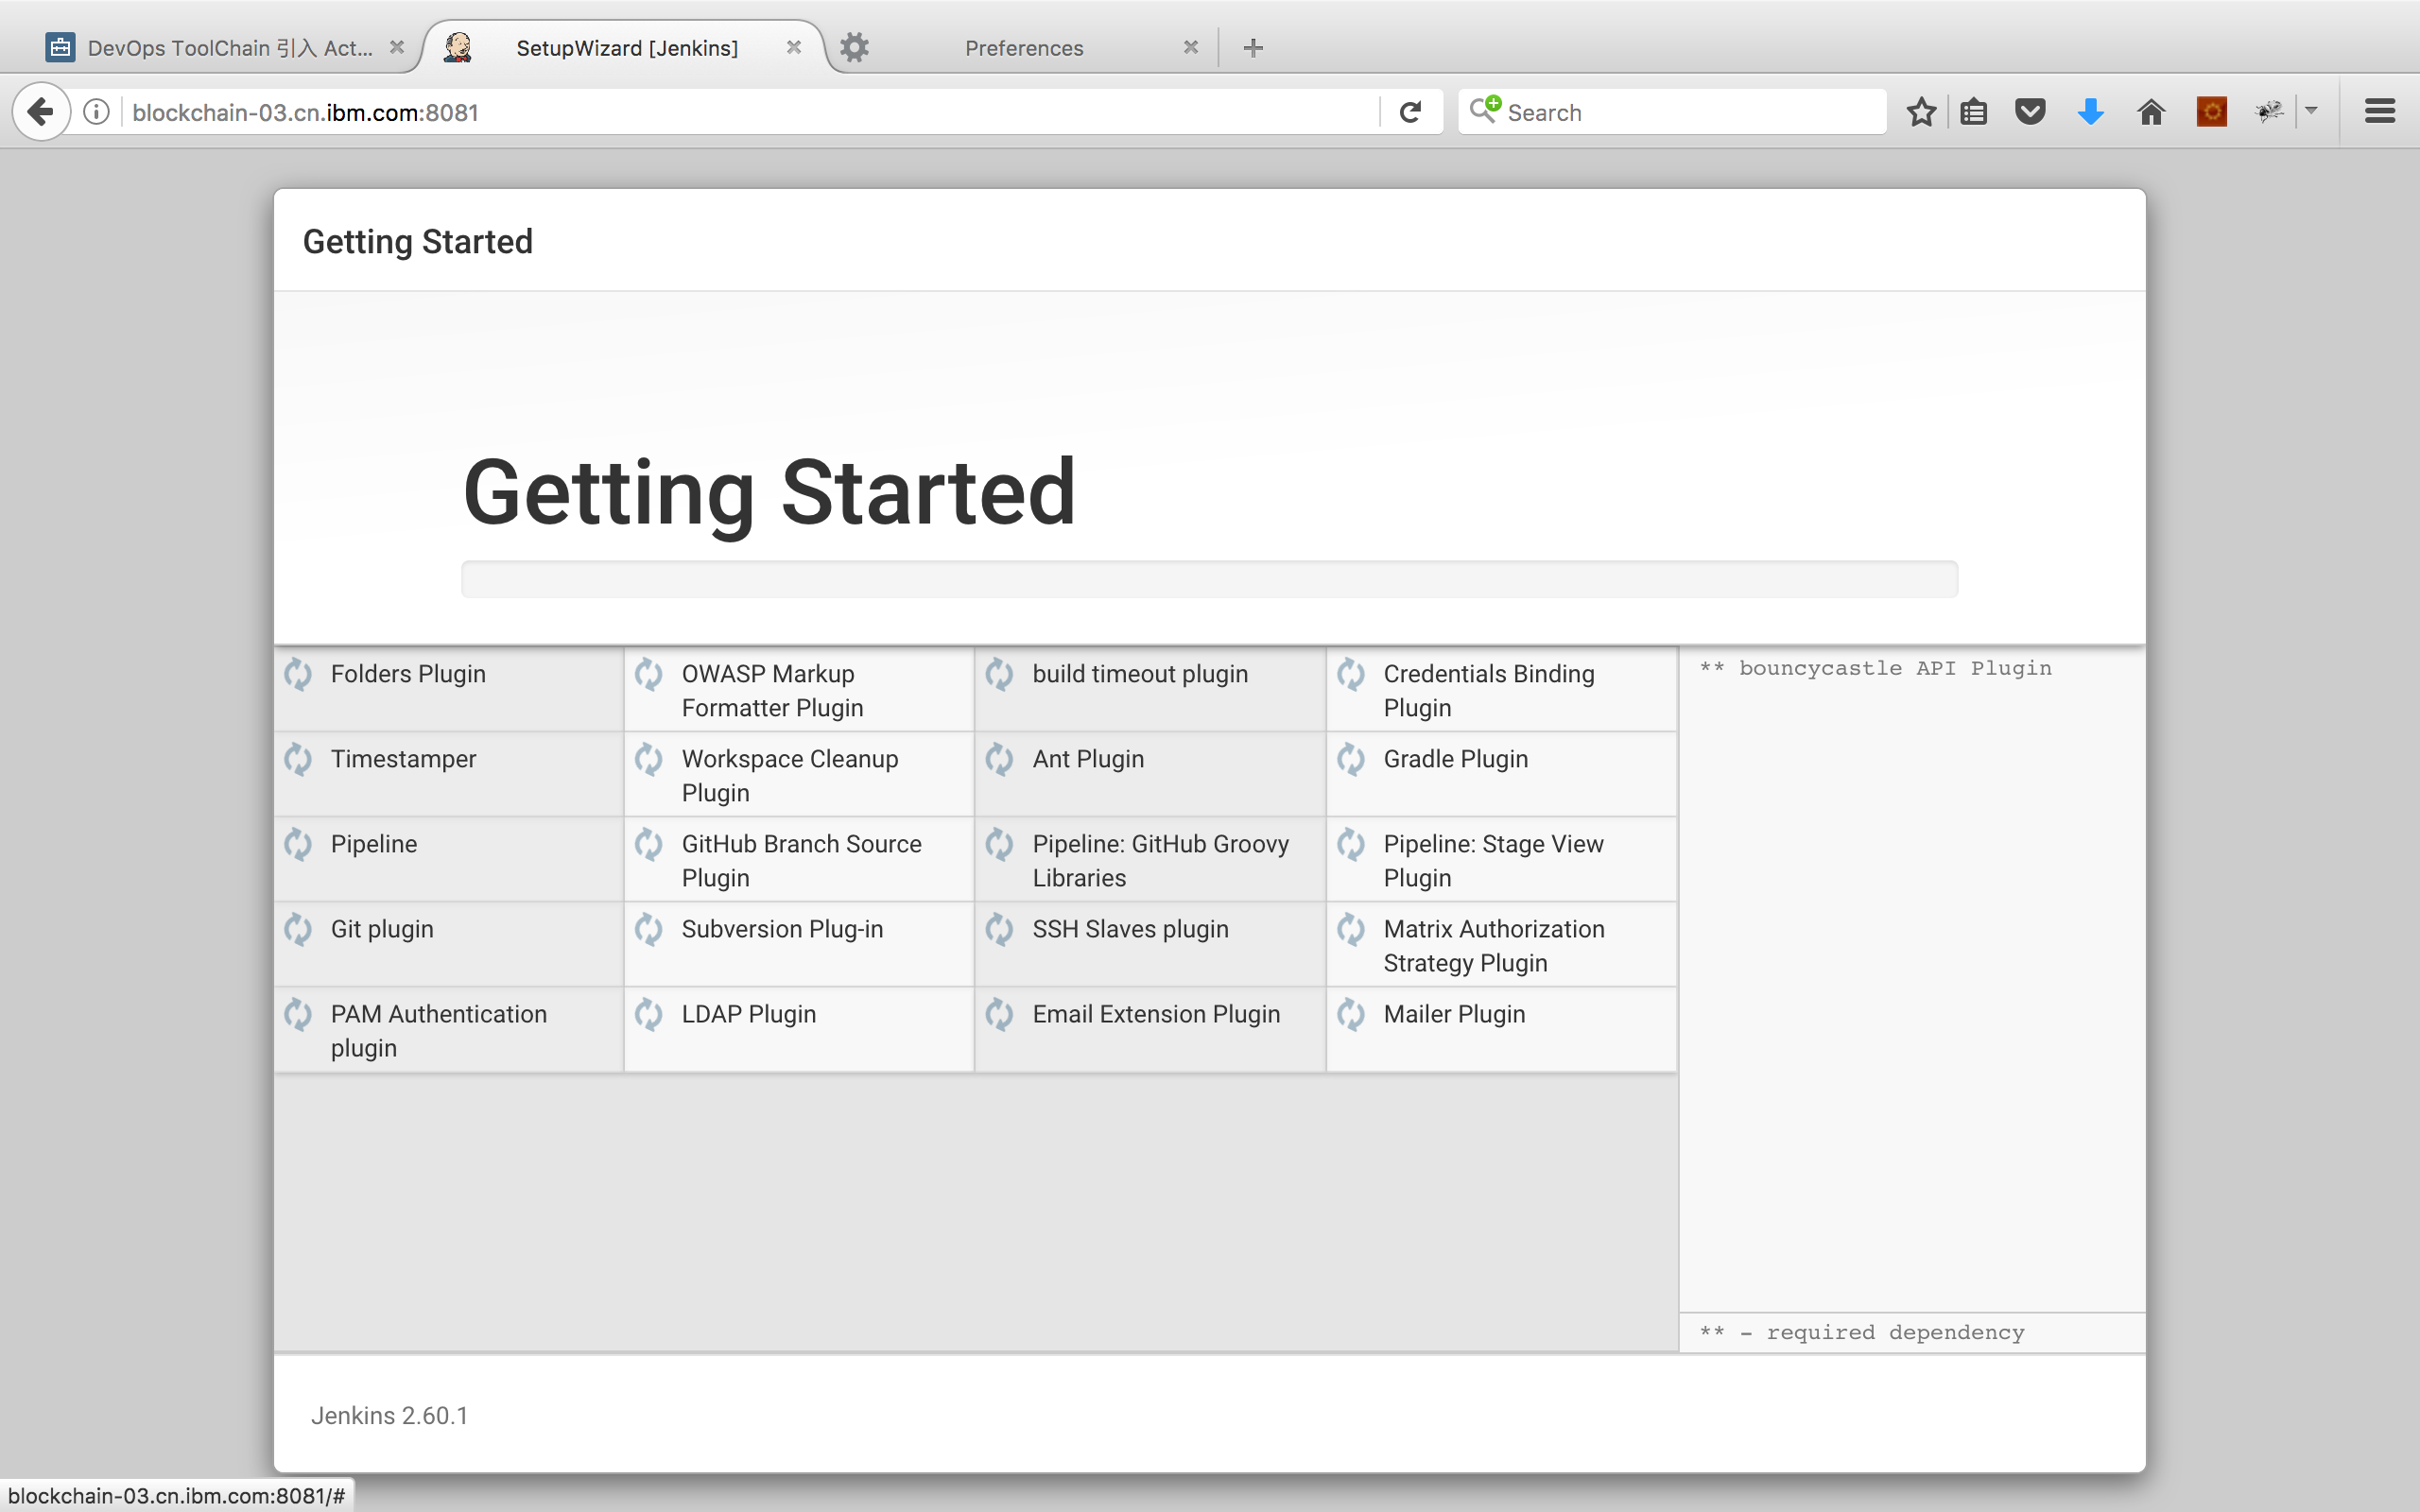 DevOps ToolChain 引入 Act...
SetupWizard [Jenkins]
Preferences
blockchain-03.cn.ibm.com:8081
Search
Getting Started
Getting Started
Folders Plugin
OWASP Markup
Formatter Plugin
build timeout plugin
Credentials Binding
Plugin
** bouncycastle API Plugin
Timestamper
Workspace Cleanup
Plugin
Ant Plugin
Gradle Plugin
Pipeline
GitHub Branch Source
Plugin
Pipeline: GitHub Groovy
Libraries
Pipeline: Stage View
Plugin
Git plugin
Subversion Plug-in
SSH Slaves plugin
Matrix Authorization
Strategy Plugin
PAM Authentication
plugin
LDAP Plugin
Email Extension Plugin
Mailer Plugin
** - required dependency
Jenkins 2.60.1
blockchain-03.cn.ibm.com:8081/#